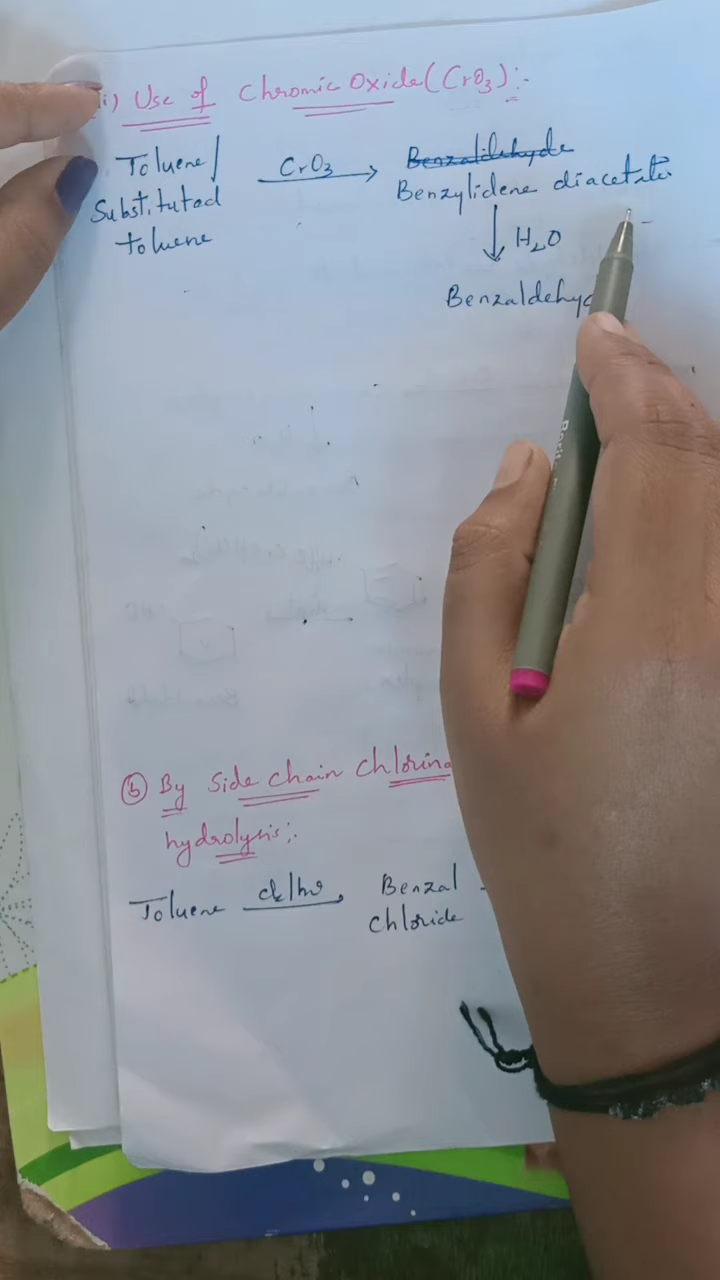 ii) Use of Chromic Oxide (CrO3):-
Toluene/ CrO3 Benzaldehyde
Substituted Benzylidene diacetate
toluene H2O
Benzaldehyd
b) By Side chain Chlorina
hydrolysis:-
Toluene Cl2/hν Benzal
chloride